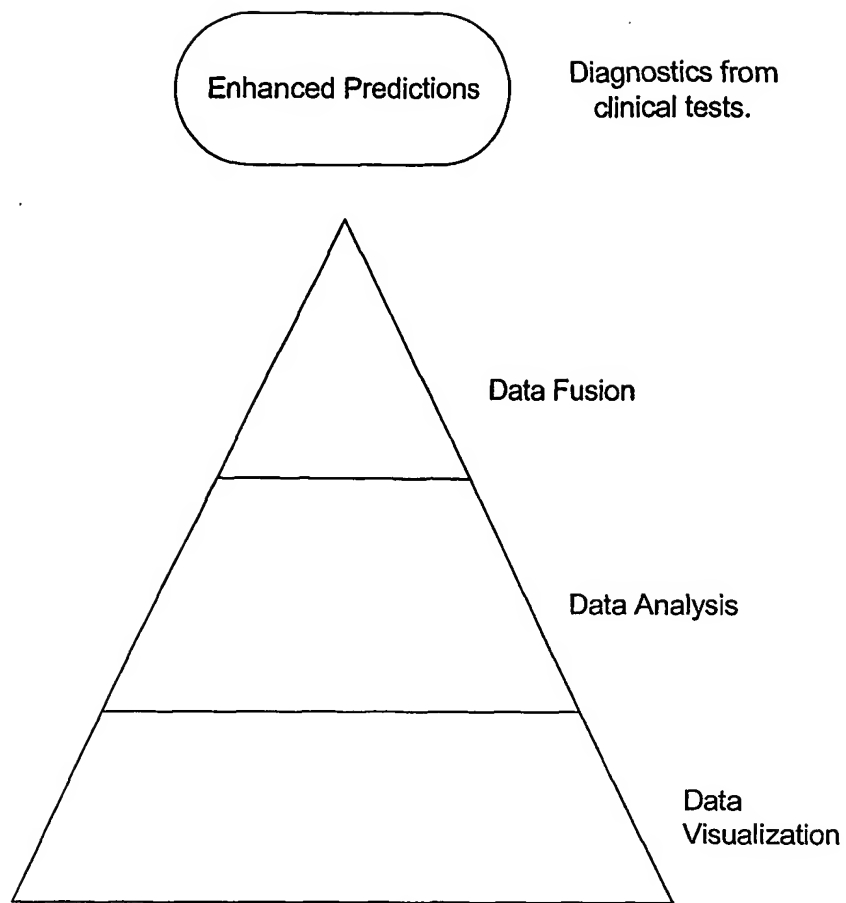 Enhanced Predictions
Diagnostics from
clinical tests.
Data Fusion
Data Analysis
Data
Visualization